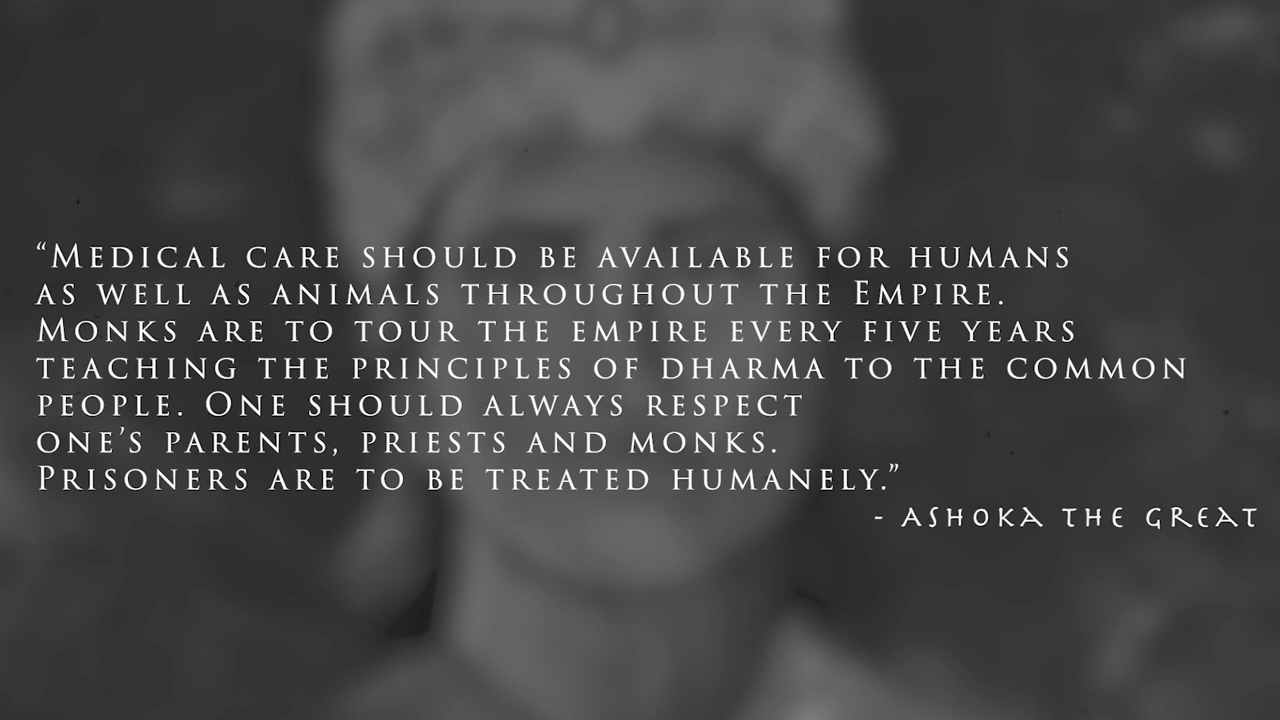 “Medical care should be available for humans
as well as animals throughout the Empire.
Monks are to tour the empire every five years
teaching the principles of dharma to the common
people. One should always respect
one’s parents, priests and monks.
Prisoners are to be treated humanely.”
- Ashoka the Great